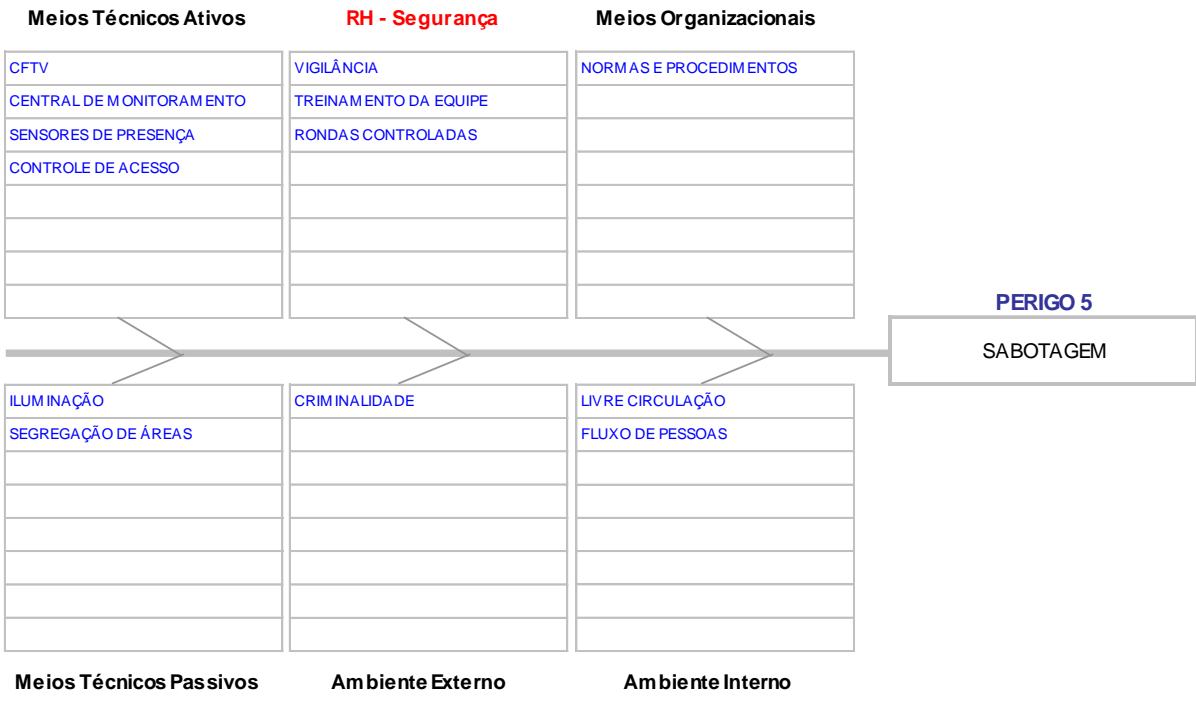 Meios Técnicos Ativos
RH - Segurança
Meios Organizacionais
CFTV
VIGILÂNCIA
NORMAS E PROCEDIMENTOS
CENTRAL DE MONITORAMENTO
TREINAMENTO DA EQUIPE
SENSORES DE PRESENÇA
RONDAS CONTROLADAS
CONTROLE DE ACESSO
PERIGO 5
SABOTAGEM
ILUMINAÇÃO
CRIMINALIDADE
LIVRE CIRCULAÇÃO
SEGREGAÇÃO DE ÁREAS
FLUXO DE PESSOAS
Meios Técnicos Passivos
Ambiente Externo
Ambiente Interno